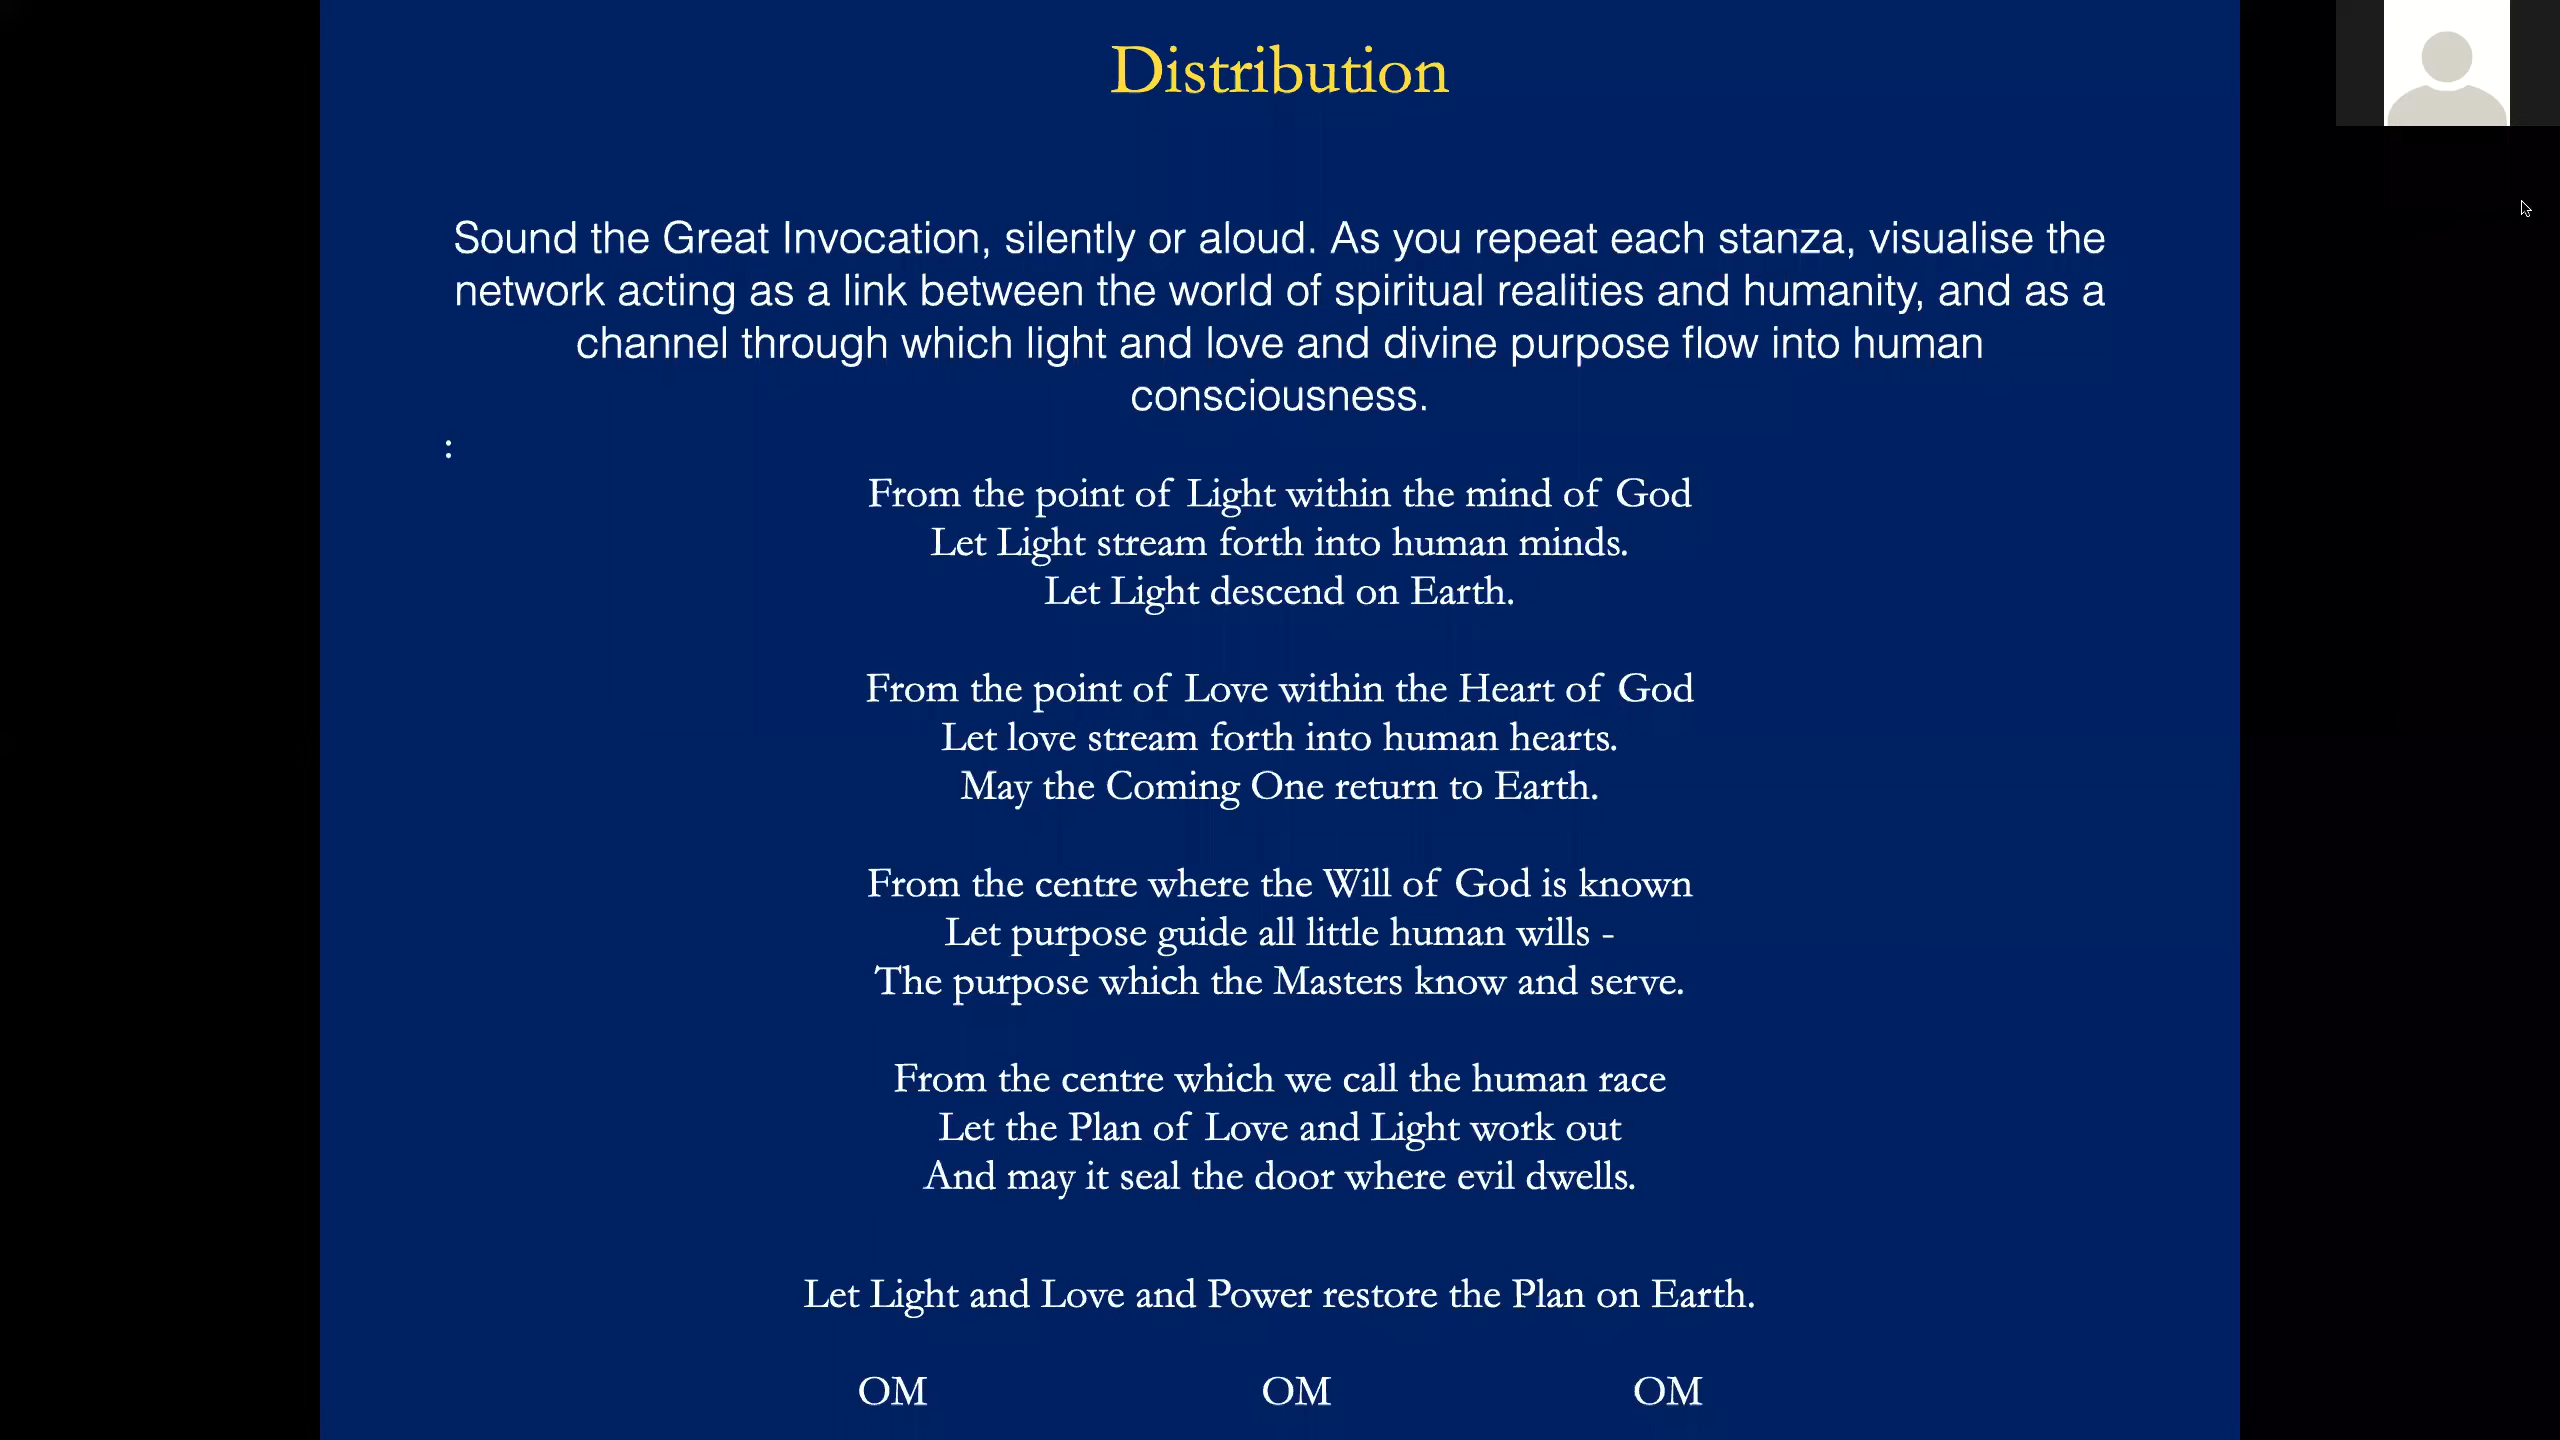 Distribution
Sound the Great Invocation, silently or aloud. As you repeat each stanza, visualise the
network acting as a link between the world of spiritual realities and humanity, and as a
channel through which light and love and divine purpose flow into human
consciousness.
:
From the point of Light within the mind of God
Let Light stream forth into human minds.
Let Light descend on Earth.
From the point of Love within the Heart of God
Let love stream forth into human hearts.
May the Coming One return to Earth.
From the centre where the Will of God is known
Let purpose guide all little human wills -
The purpose which the Masters know and serve.
From the centre which we call the human race
Let the Plan of Love and Light work out
And may it seal the door where evil dwells.
Let Light and Love and Power restore the Plan on Earth.
OM OM OM